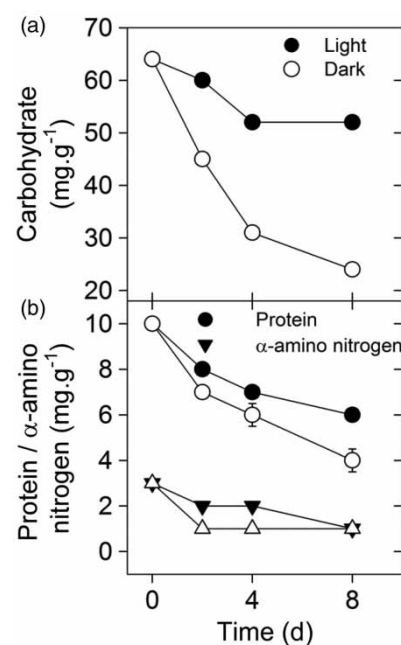 (a)
70
60
50
40
30
20
Carbohydrate
(mg.g⁻¹)
Light
Dark
(b)
10
8
6
4
2
0
Protein / α-amino
nitrogen (mg.g⁻¹)
Protein
α-amino nitrogen
0 4 8
Time (d)